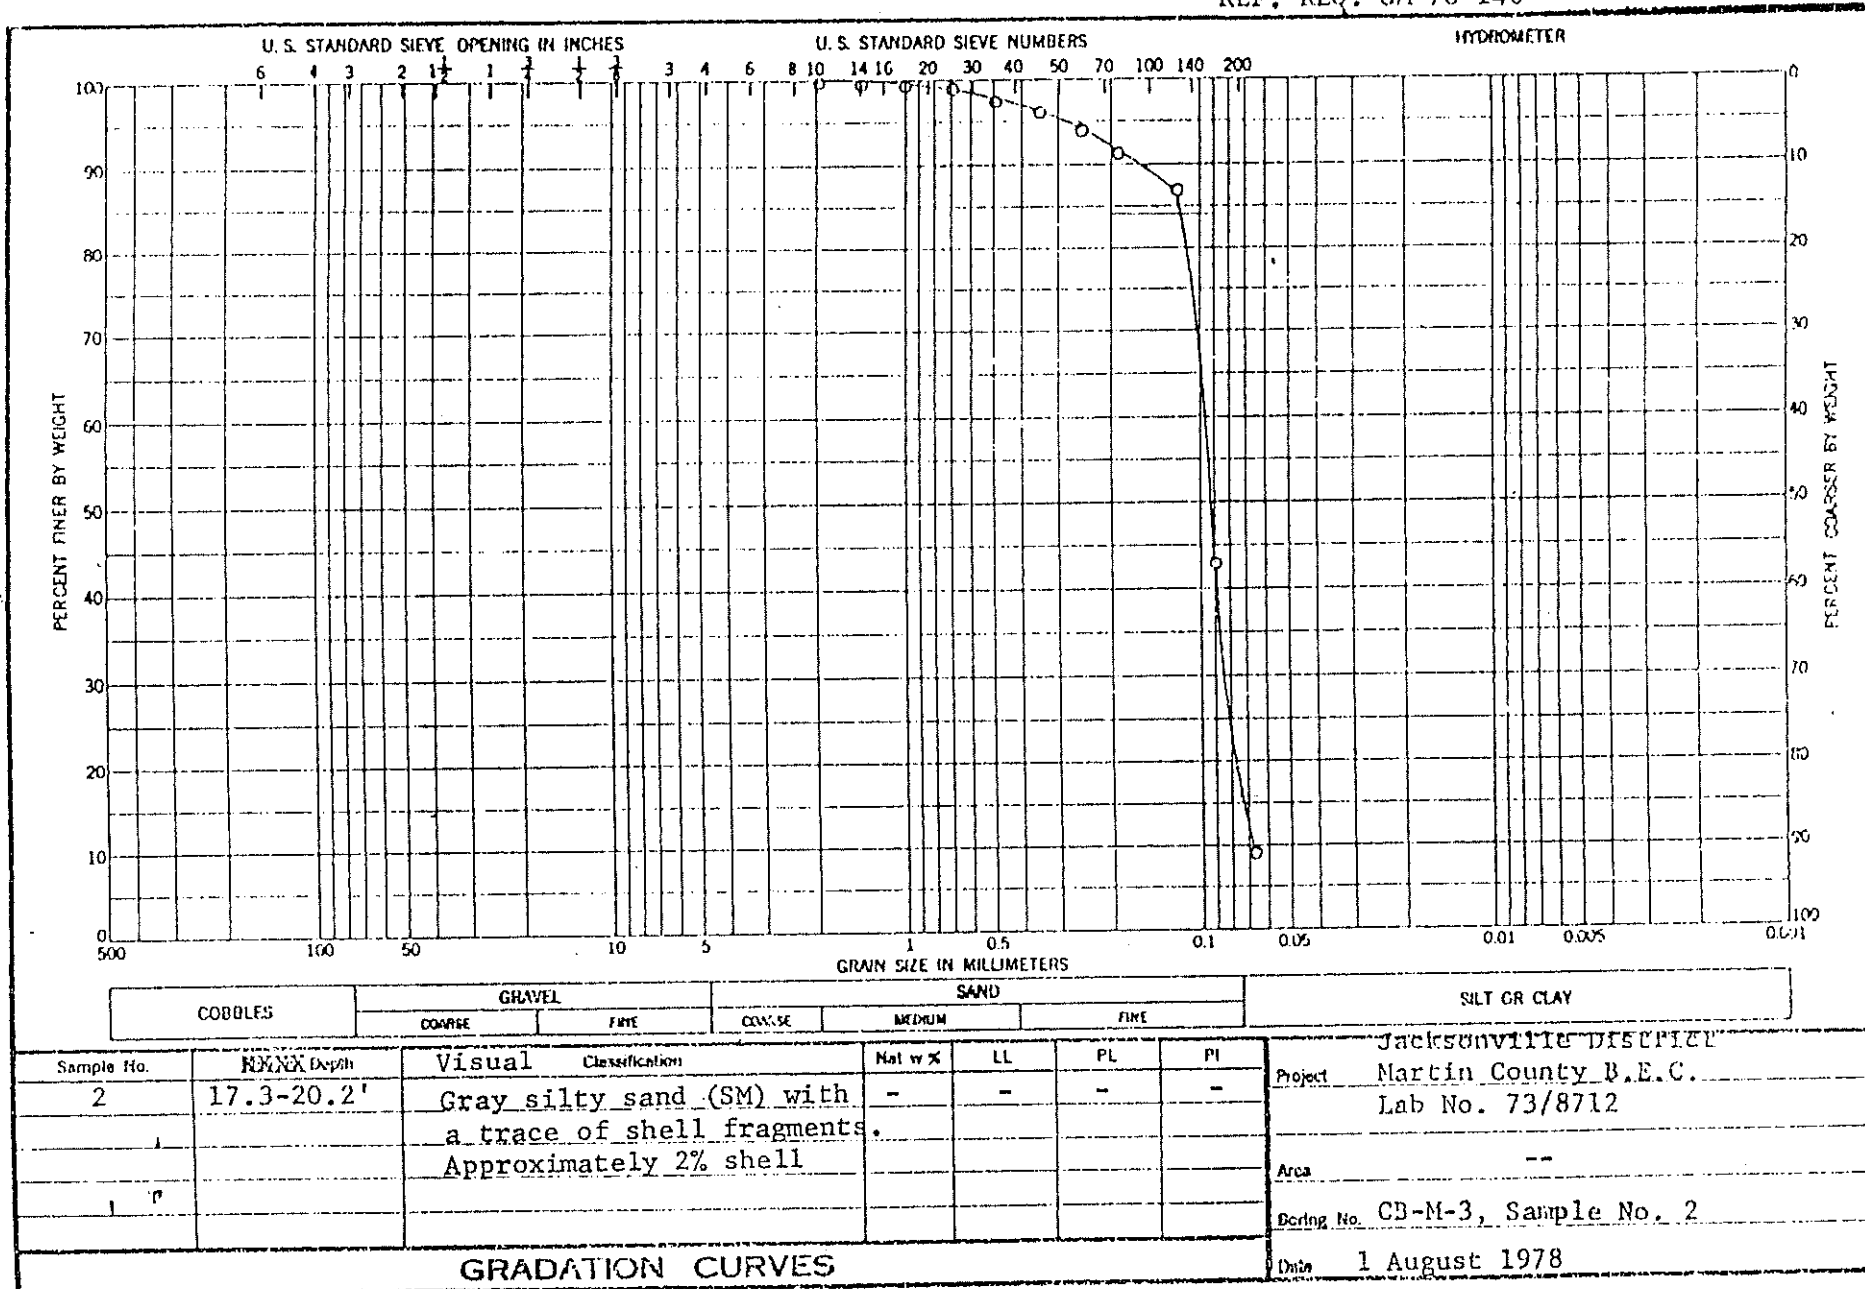 U. S. STANDARD SIEVE OPENING IN INCHES
U. S. STANDARD SIEVE NUMBERS
HYDROMETER
6 4 3 2 1½ 1 ¾ ½ ⅜ 3 4 6 8 10 14 16 20 30 40 50 70 100 140 200
100
90
80
70
60
50
40
30
20
10
0
PERCENT FINER BY WEIGHT
0
10
20
30
40
50
60
70
80
90
100
PERCENT COARSER BY WEIGHT
500 100 50 10 5 1 0.5 0.1 0.05 0.01 0.005 0.001
GRAIN SIZE IN MILLIMETERS
COBBLES
GRAVEL
SAND
SILT OR CLAY
COARSE FINE COARSE MEDIUM FINE
Sample No. Depth Visual Classification Nat w % LL PL PI
2 17.3-20.2' Gray silty sand (SM) with - - - -
a trace of shell fragments.
Approximately 2% shell
Jacksonville District
Project Martin County B.E.C.
Lab No. 73/8712
Area --
Boring No. CB-M-3, Sample No. 2
Date 1 August 1978
GRADATION CURVES